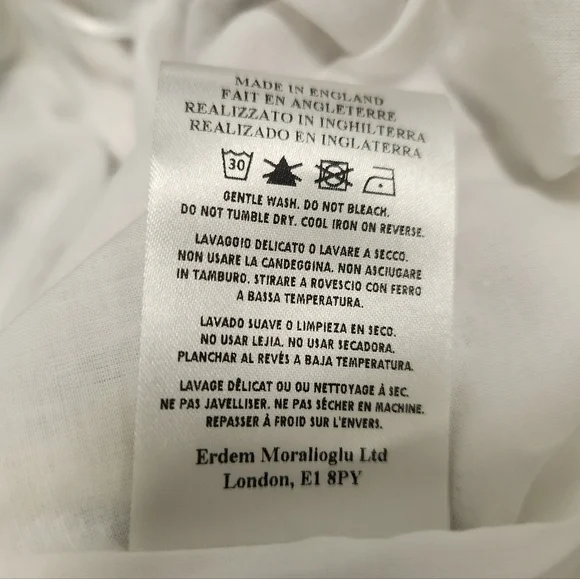 MADE IN ENGLAND
FAIT EN ANGLETERRE
REALIZZATO IN INGHILTERRA
REALIZADO EN INGLATERRA
30
GENTLE WASH. DO NOT BLEACH.
DO NOT TUMBLE DRY. COOL IRON ON REVERSE.
LAVAGGIO DELICATO O LAVARE A SECCO.
NON USARE LA CANDEGGINA. NON ASCIUGARE
IN TAMBURO. STIRARE A ROVESCIO CON FERRO
A BASSA TEMPERATURA.
LAVADO SUAVE O LIMPIEZA EN SECO.
NO USAR LEJIA. NO USAR SECADORA.
PLANCHAR AL REVÉS A BAJA TEMPERATURA.
LAVAGE DÊLICAT OU OU NETTOYAGE À SEC.
NE PAS JAVELLISER. NE PAS SÉCHER EN MACHINE.
REPASSER À FROID SUR L'ENVERS.
Erdem Moralioglu Ltd
London, E1 8PY